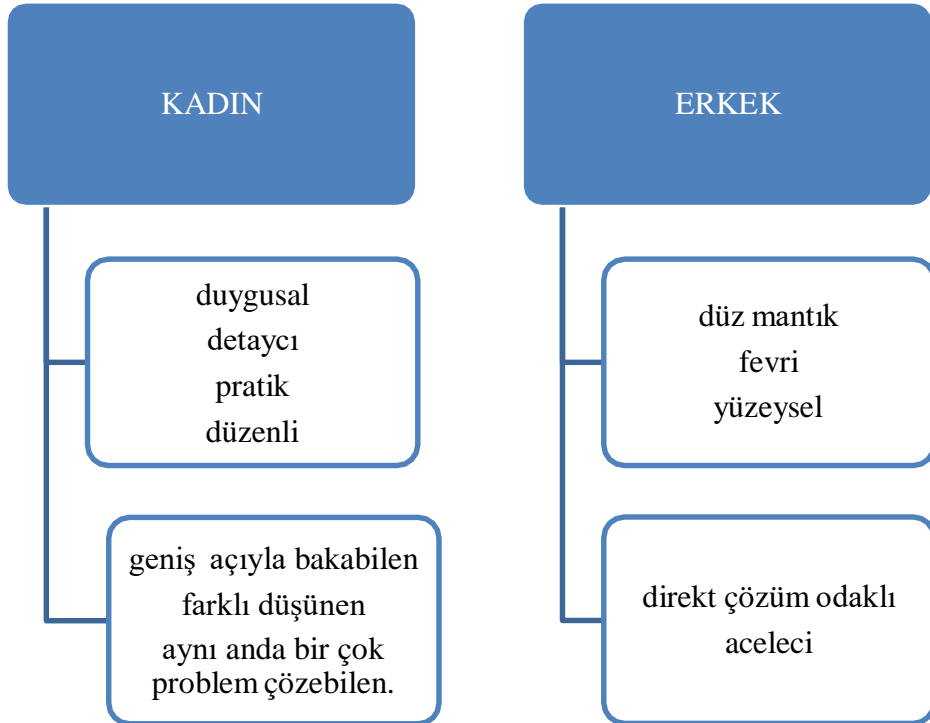 KADIN
duygusal
detaycı
pratik
düzenli
geniş açıyla bakabilen
farklı düşünen
aynı anda bir çok
problem çözebilen.
ERKEK
düz mantık
fevri
yüzeysel
direkt çözüm odaklı
aceleci